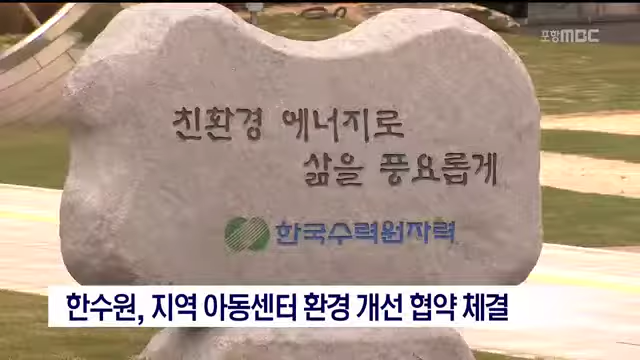 포항MBC
친환경 에너지로
삶을 풍요롭게
한국수력원자력
한수원, 지역 아동센터 환경 개선 협약 체결